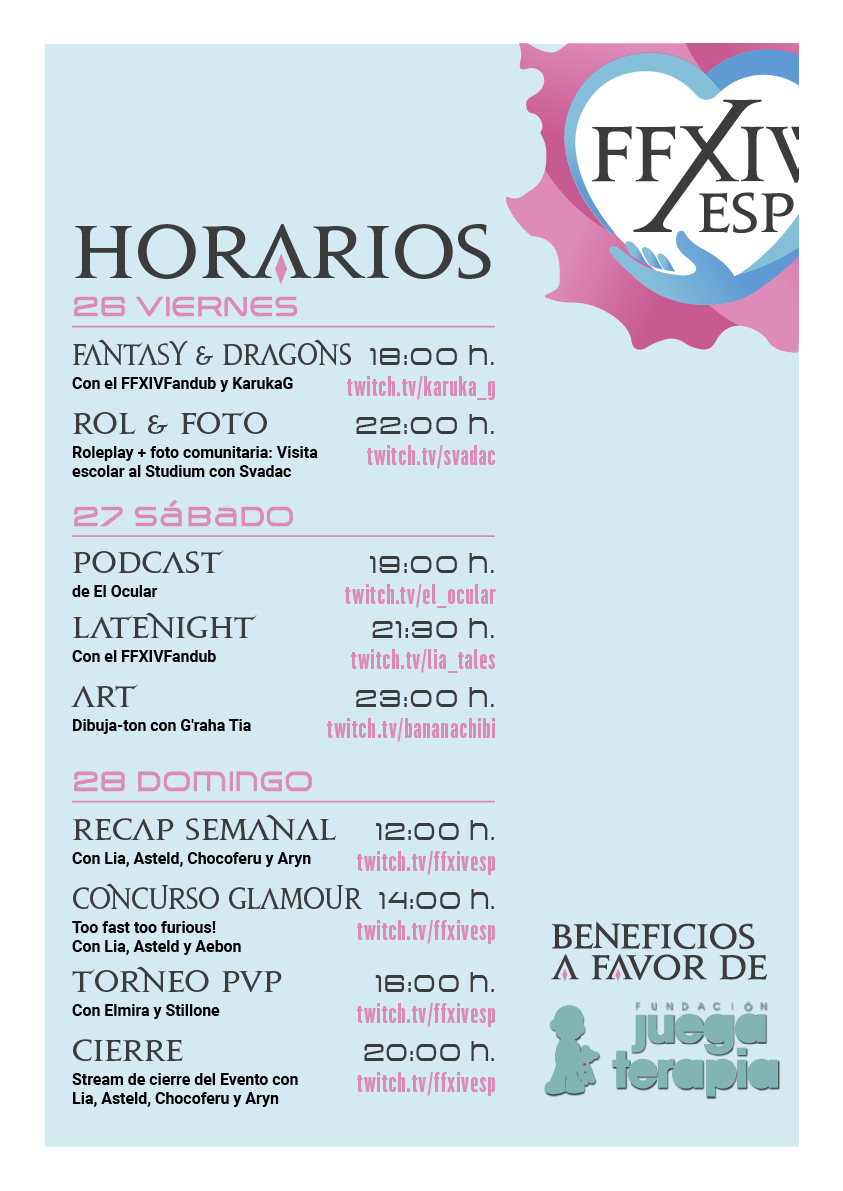 FFXIV
ESP
HORARIOS
26 VIERNES
FANTASY & DRAGONS 18:00 h.
Con el FFXIVFandub y KarukaG twitch.tv/karuka_g
ROL & FOTO 22:00 h.
Roleplay + foto comunitaria: Visita twitch.tv/svadac
escolar al Studium con Svadac
27 SÁBADO
PODCAST 19:00 h.
de El Ocular twitch.tv/el_ocular
LATENIGHT 21:30 h.
Con el FFXIVFandub twitch.tv/lia_tales
ART 23:00 h.
Dibuja-ton con G'raha Tia twitch.tv/bananachibi
28 DOMINGO
RECAP SEMANAL 12:00 h.
Con Lia, Asteld, Chocoferu y Aryn twitch.tv/ffxivesp
CONCURSO GLAMOUR 14:00 h.
Too fast too furious! twitch.tv/ffxivesp
Con Lia, Asteld y Aebon
TORNEO PVP 16:00 h.
Con Elmira y Stillone twitch.tv/ffxivesp
CIERRE 20:00 h.
Stream de cierre del Evento con twitch.tv/ffxivesp
Lia, Asteld, Chocoferu y Aryn
BENEFICIOS
A FAVOR DE
FUNDACIÓN
juega
terapia